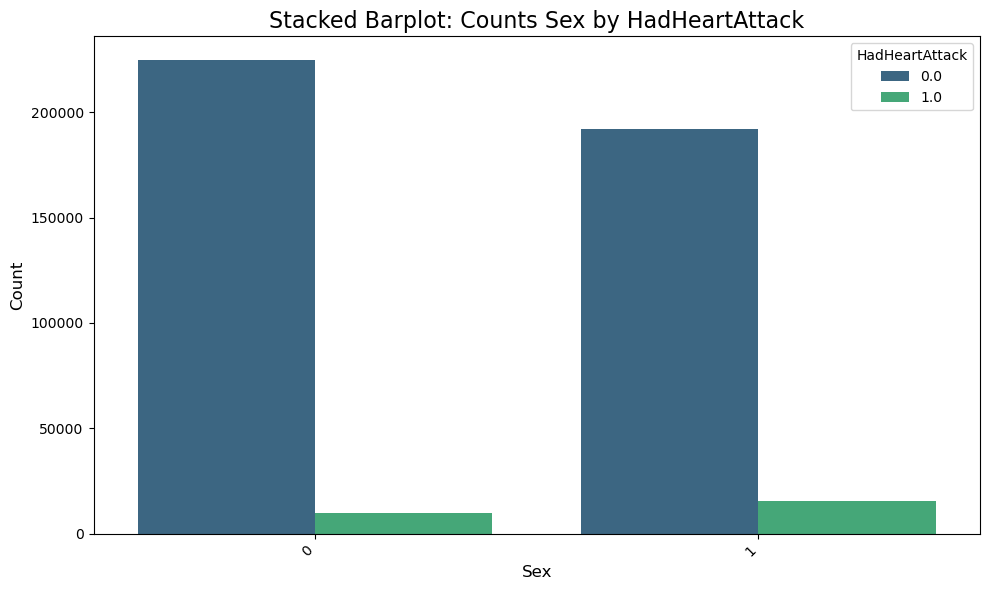 Stacked Barplot: Counts Sex by HadHeartAttack
HadHeartAttack
0.0
1.0
200000
150000
100000
50000
0
Count
0
1
Sex